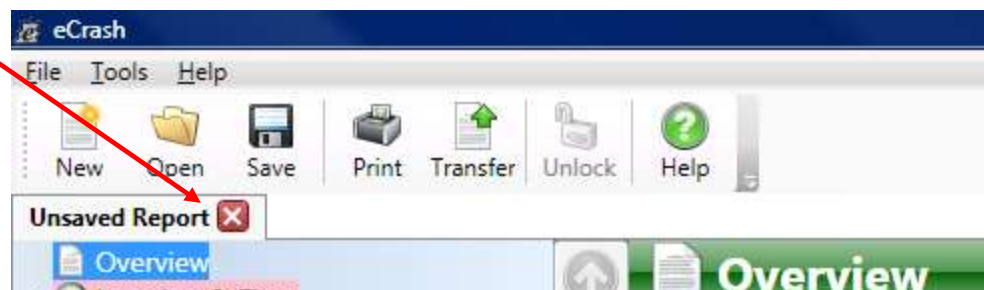 eCrash
File Tools Help
New Open Save Print Transfer Unlock Help
Unsaved Report
Overview
Overview